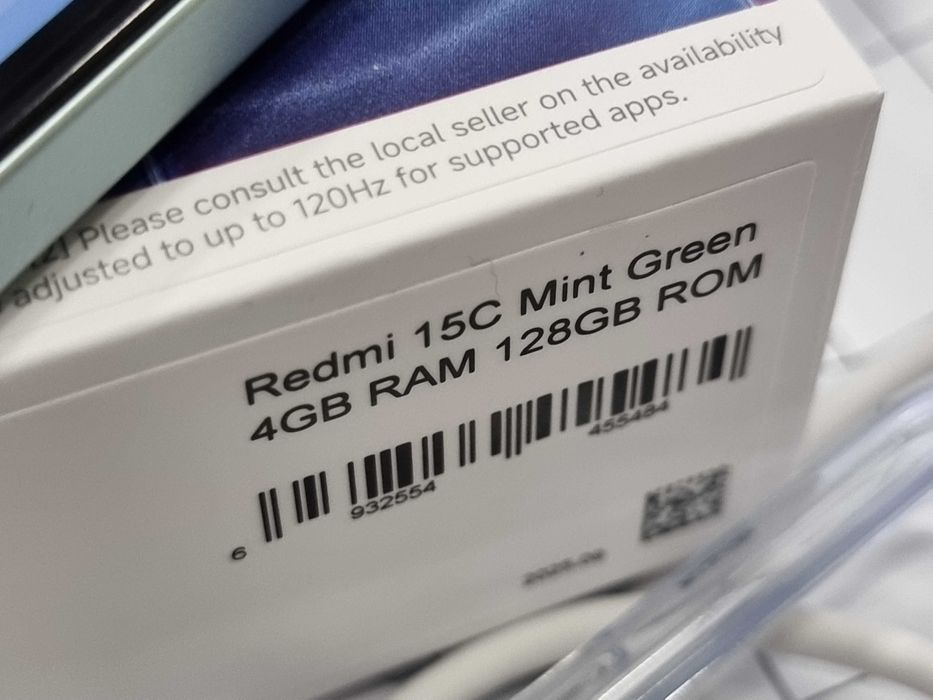 [2] Please consult the local seller on the availability
adjusted to up to 120Hz for supported apps.
Redmi 15C Mint Green
4GB RAM 128GB ROM
6 932554 455484